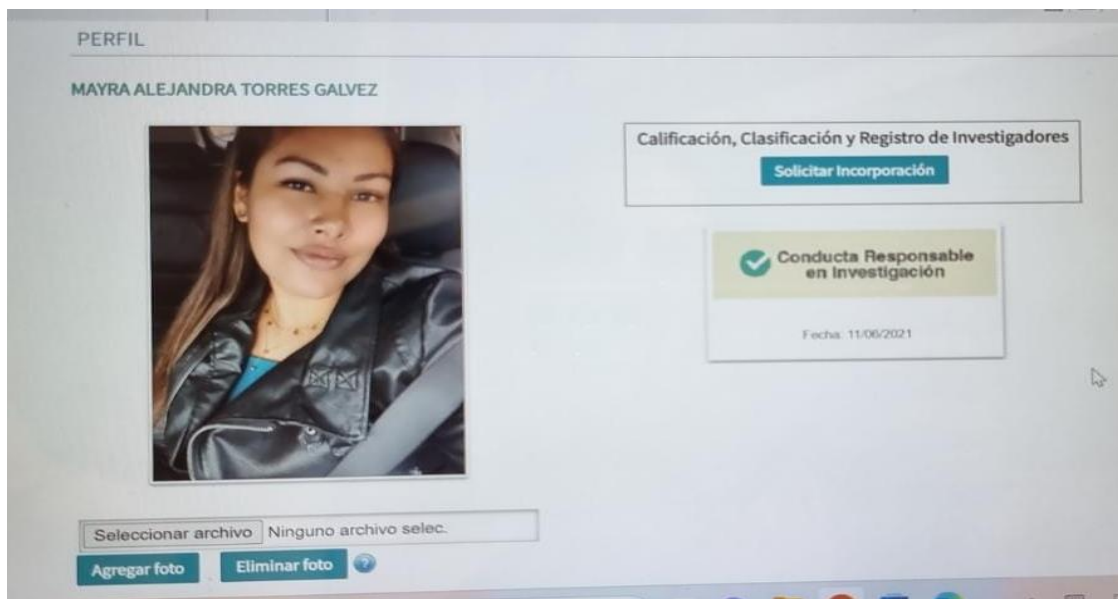 PERFIL
MAYRA ALEJANDRA TORRES GALVEZ
Calificación, Clasificación y Registro de Investigadores
Solicitar Incorporación
Conducta Responsable
en Investigación
Fecha: 11/06/2021
Seleccionar archivo Ninguno archivo selec.
Agregar foto Eliminar foto ?